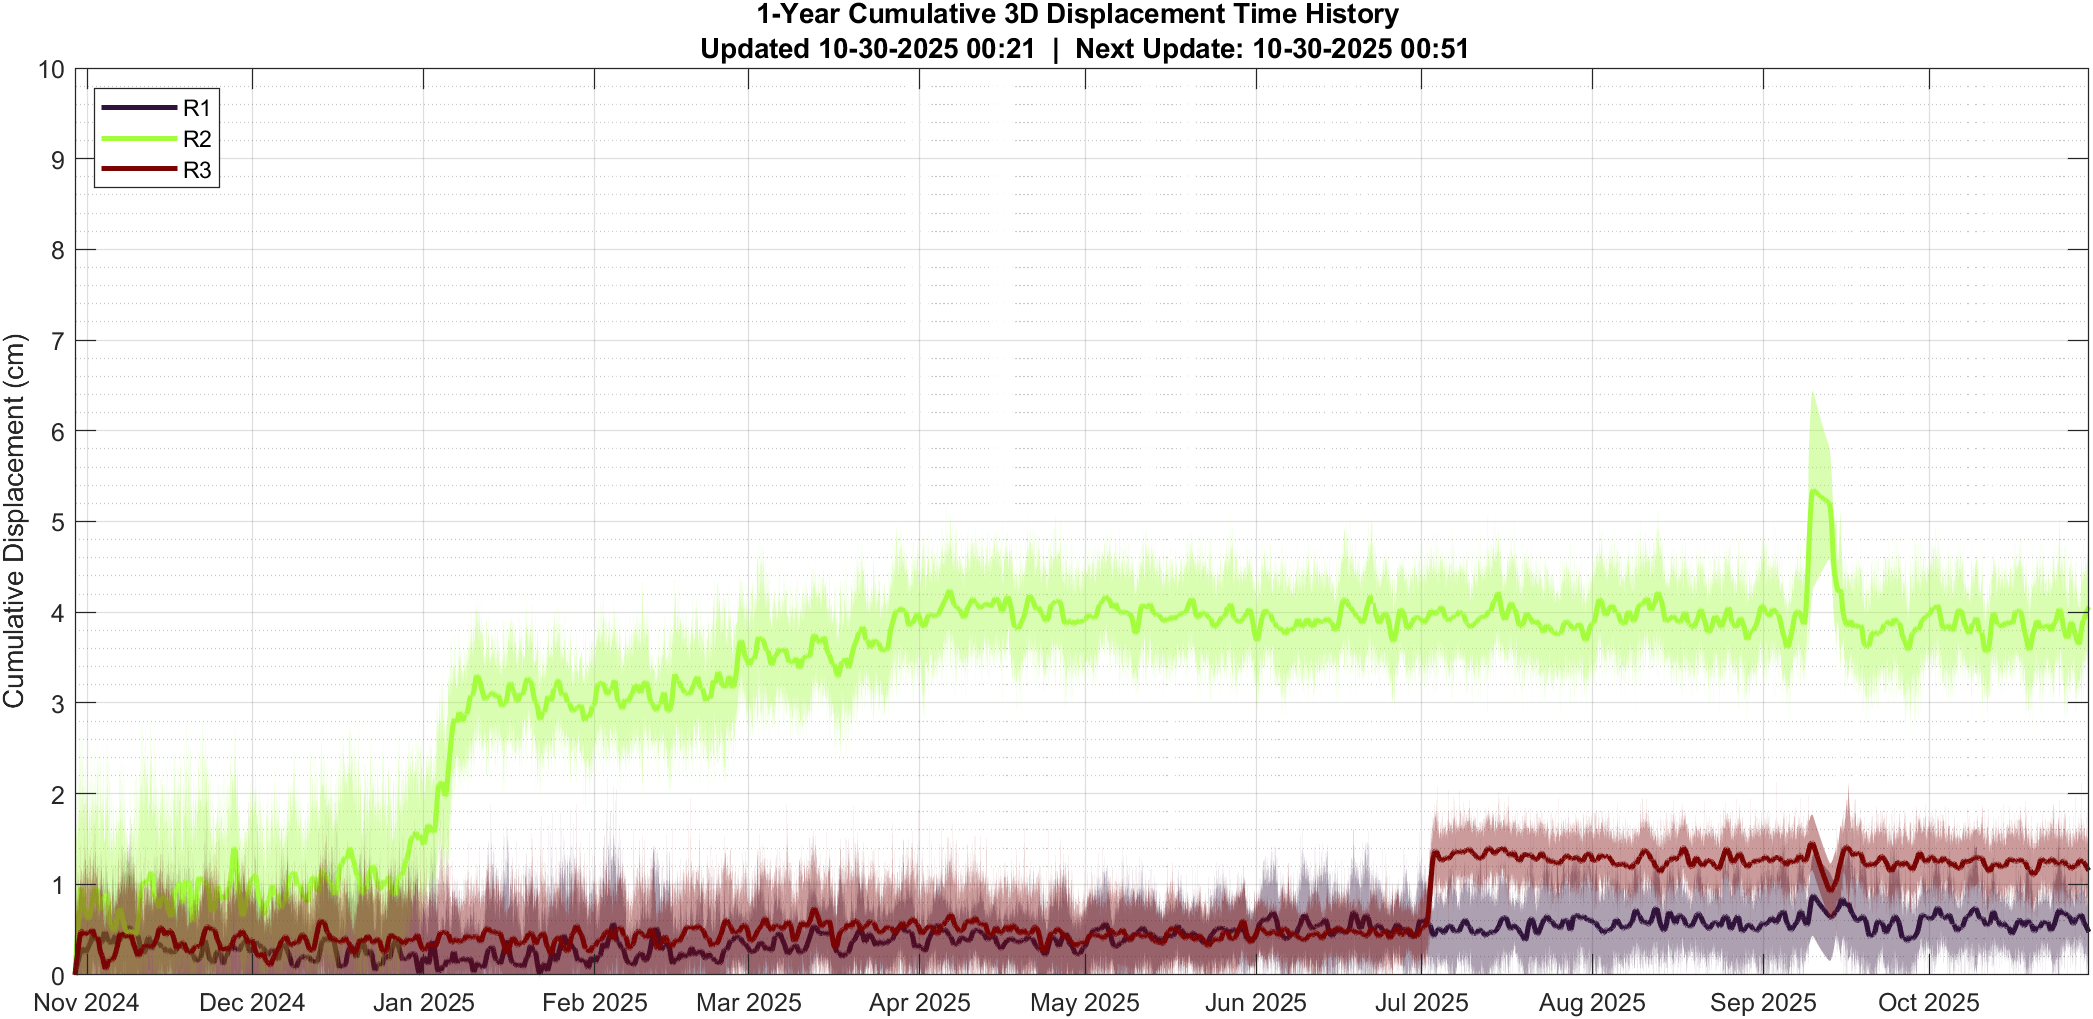 1-Year Cumulative 3D Displacement Time History
Updated 10-30-2025 00:21 | Next Update: 10-30-2025 00:51
R1
R2
R3
Cumulative Displacement (cm)
10
9
8
7
6
5
4
3
2
1
0
Nov 2024
Dec 2024
Jan 2025
Feb 2025
Mar 2025
Apr 2025
May 2025
Jun 2025
Jul 2025
Aug 2025
Sep 2025
Oct 2025